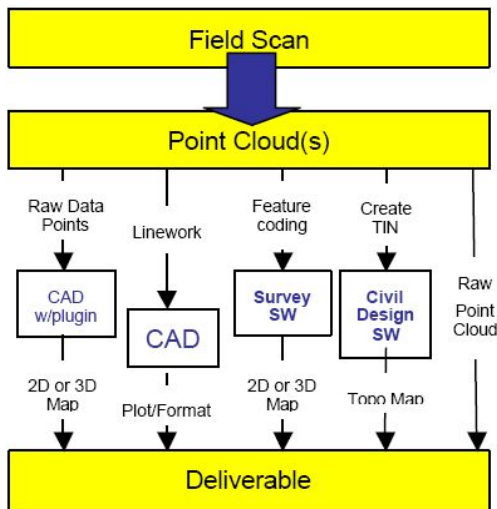 Field Scan
Point Cloud(s)
Raw Data
Points
Linework
Feature
coding
Create
TIN
CAD
w/plugin
CAD
Survey
SW
Civil
Design
SW
Raw
Point
Cloud
2D or 3D
Map
Plot/Format
2D or 3D
Map
Topo Map
Deliverable